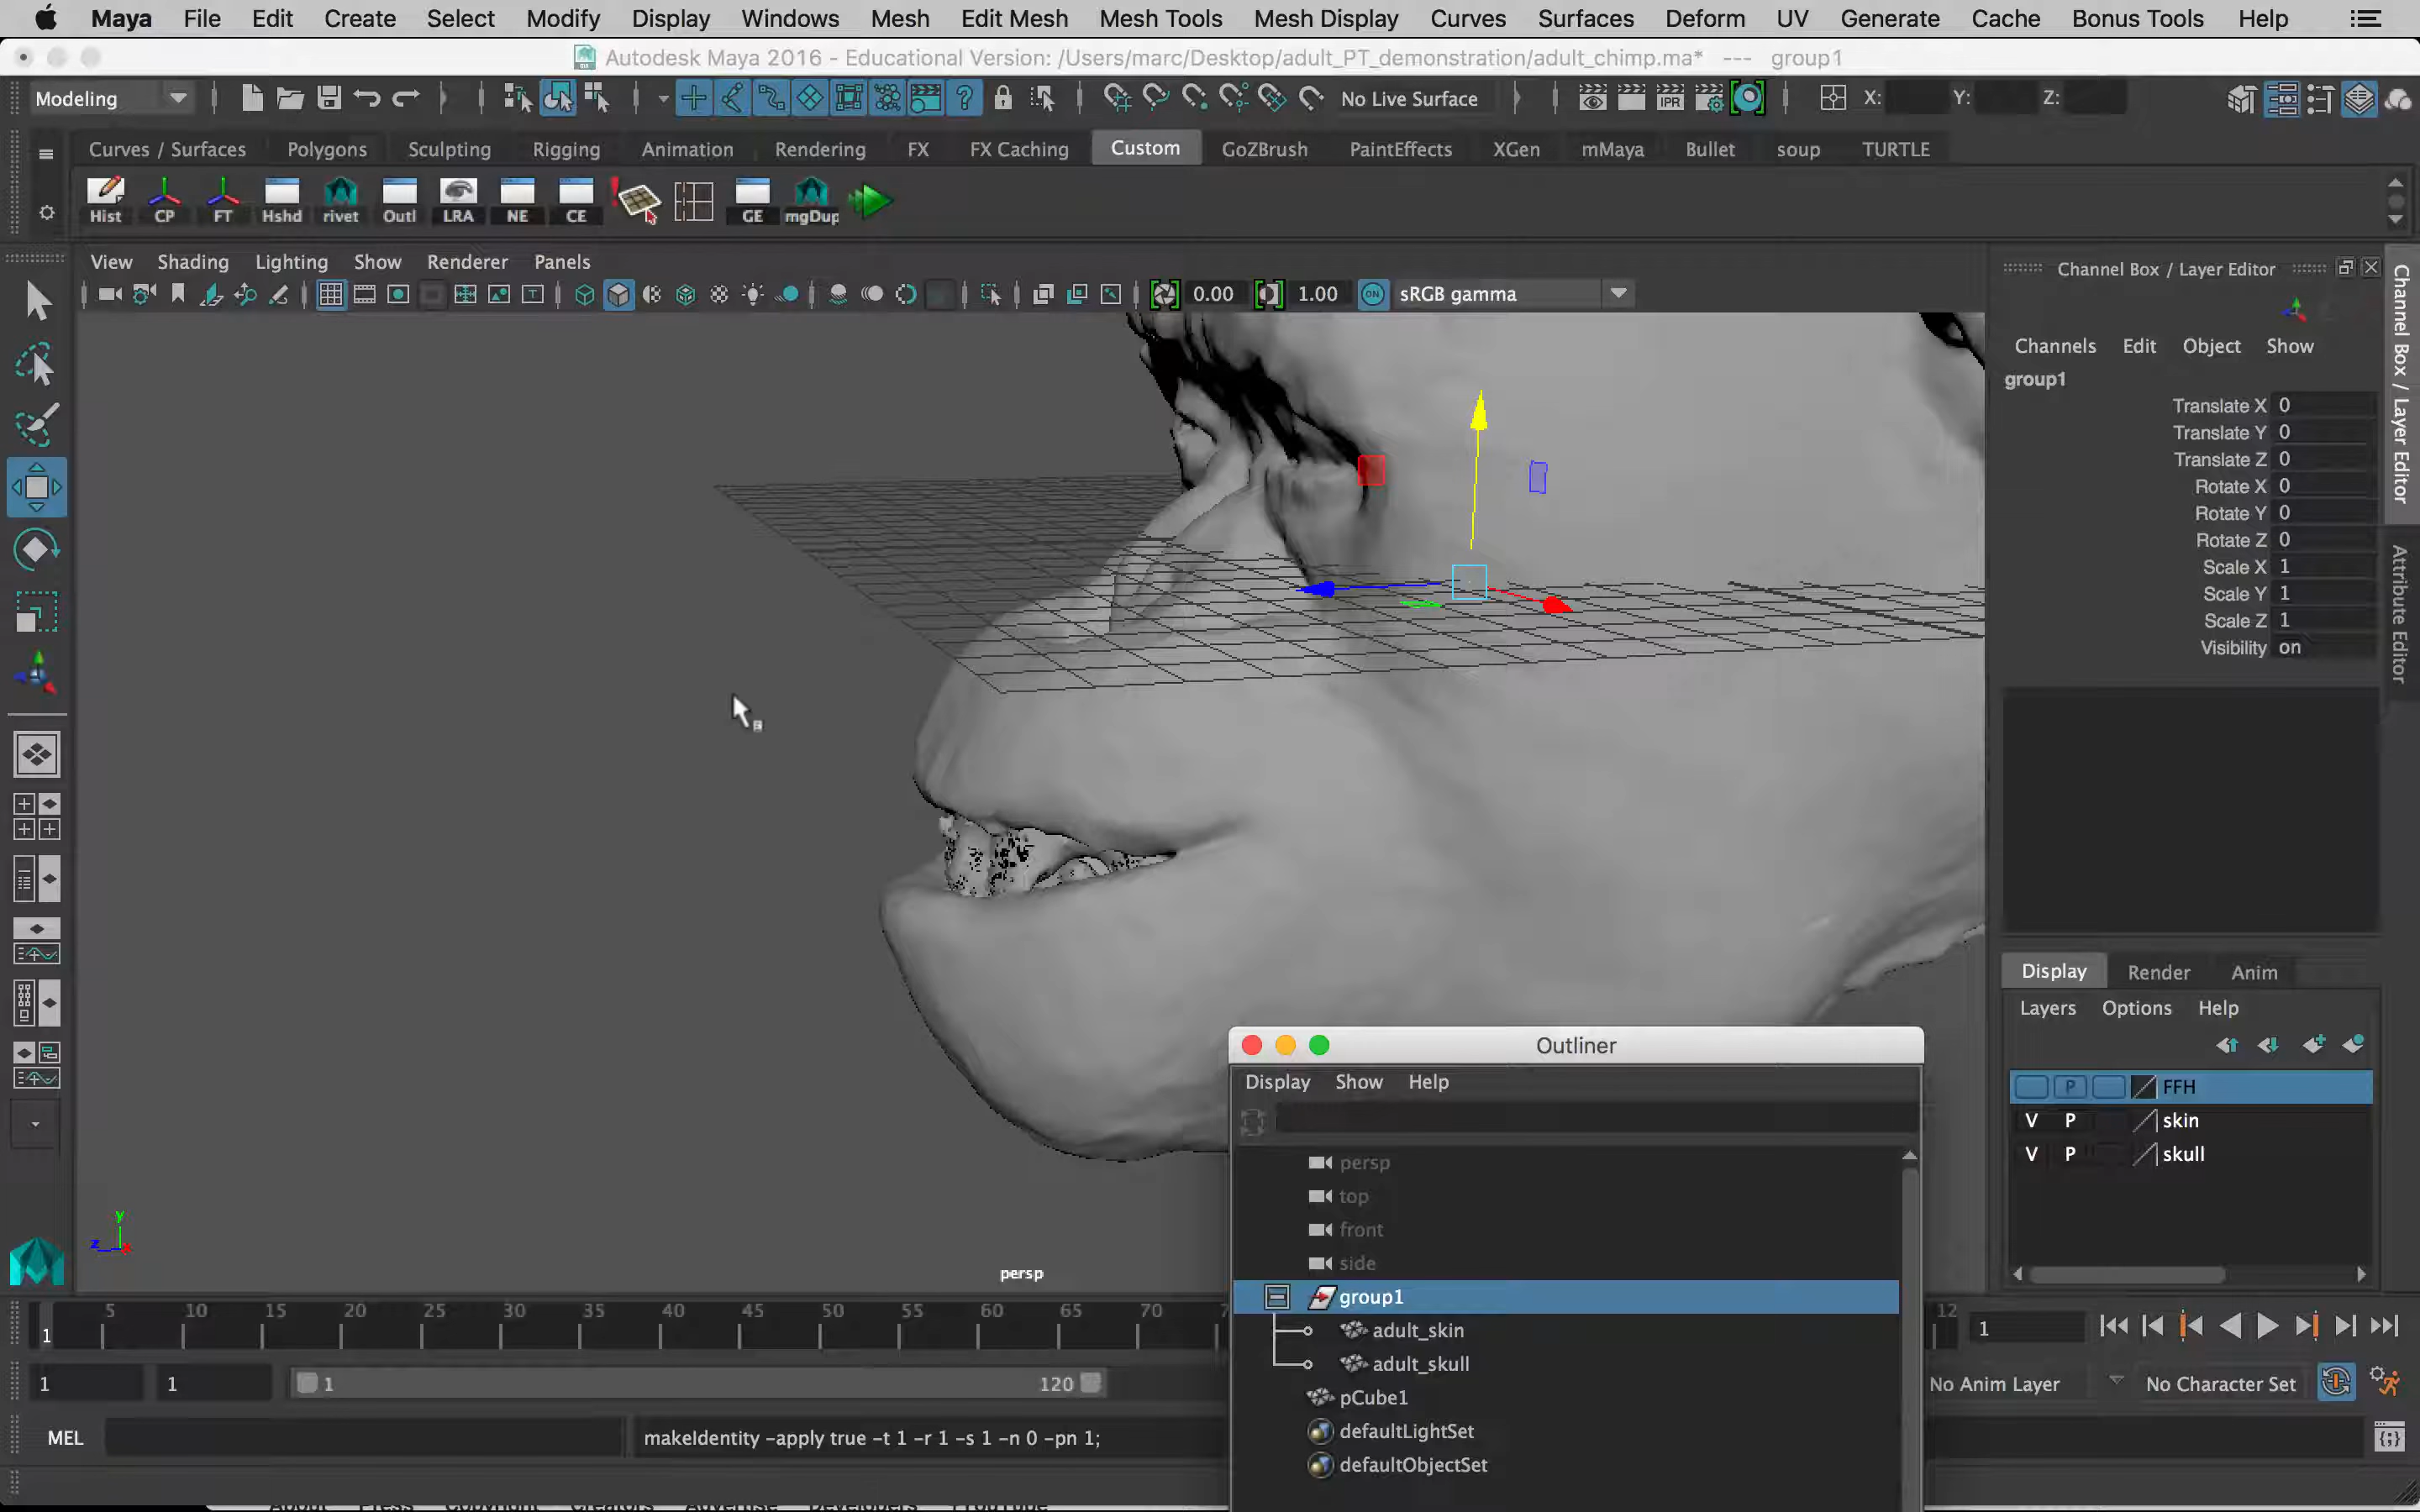 Maya File Edit Create Select Modify Display Windows Mesh Edit Mesh Mesh Tools Mesh Display Curves Surfaces Deform UV Generate Cache Bonus Tools Help
Autodesk Maya 2016 - Educational Version: /Users/marc/Desktop/adult_PT_demonstration/adult_chimp.ma* --- group1
Modeling No Live Surface IPR X: Y: Z:
Curves / Surfaces Polygons Sculpting Rigging Animation Rendering FX FX Caching Custom GoZBrush PaintEffects XGen mMaya Bullet soup TURTLE
Hist CP FT Hshd rivet Outl LRA NE CE GE mgDup
View Shading Lighting Show Renderer Panels
0.00 1.00 ON sRGB gamma
Channel Box / Layer Editor
Channels Edit Object Show
group1
Translate X 0
Translate Y 0
Translate Z 0
Rotate X 0
Rotate Y 0
Rotate Z 0
Scale X 1
Scale Y 1
Scale Z 1
Visibility on
Channel Box / Layer Editor
Attribute Editor
Display Render Anim
Layers Options Help
P FFH
V P skin
V P skull
y
z x
persp
Outliner
Display Show Help
persp
top
front
side
group1
adult_skin
adult_skull
pCube1
defaultLightSet
defaultObjectSet
5 10 15 20 25 30 35 40 45 50 55 60 65 70 12
1 1
1 1 1 120 No Anim Layer No Character Set
MEL makeIdentity -apply true -t 1 -r 1 -s 1 -n 0 -pn 1;